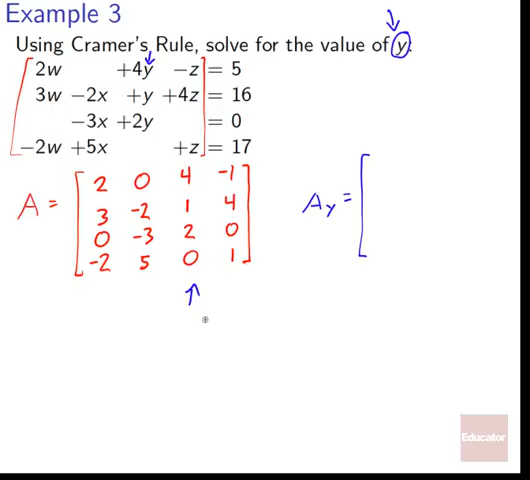 Example 3
Using Cramer's Rule, solve for the value of y.
2w +4y −z = 5
3w −2x +y +4z = 16
−3x +2y = 0
−2w +5x +z = 17
A = [ 2 0 4 -1
3 -2 1 4
0 -3 2 0
-2 5 0 1 ]
Ay = [
Educator